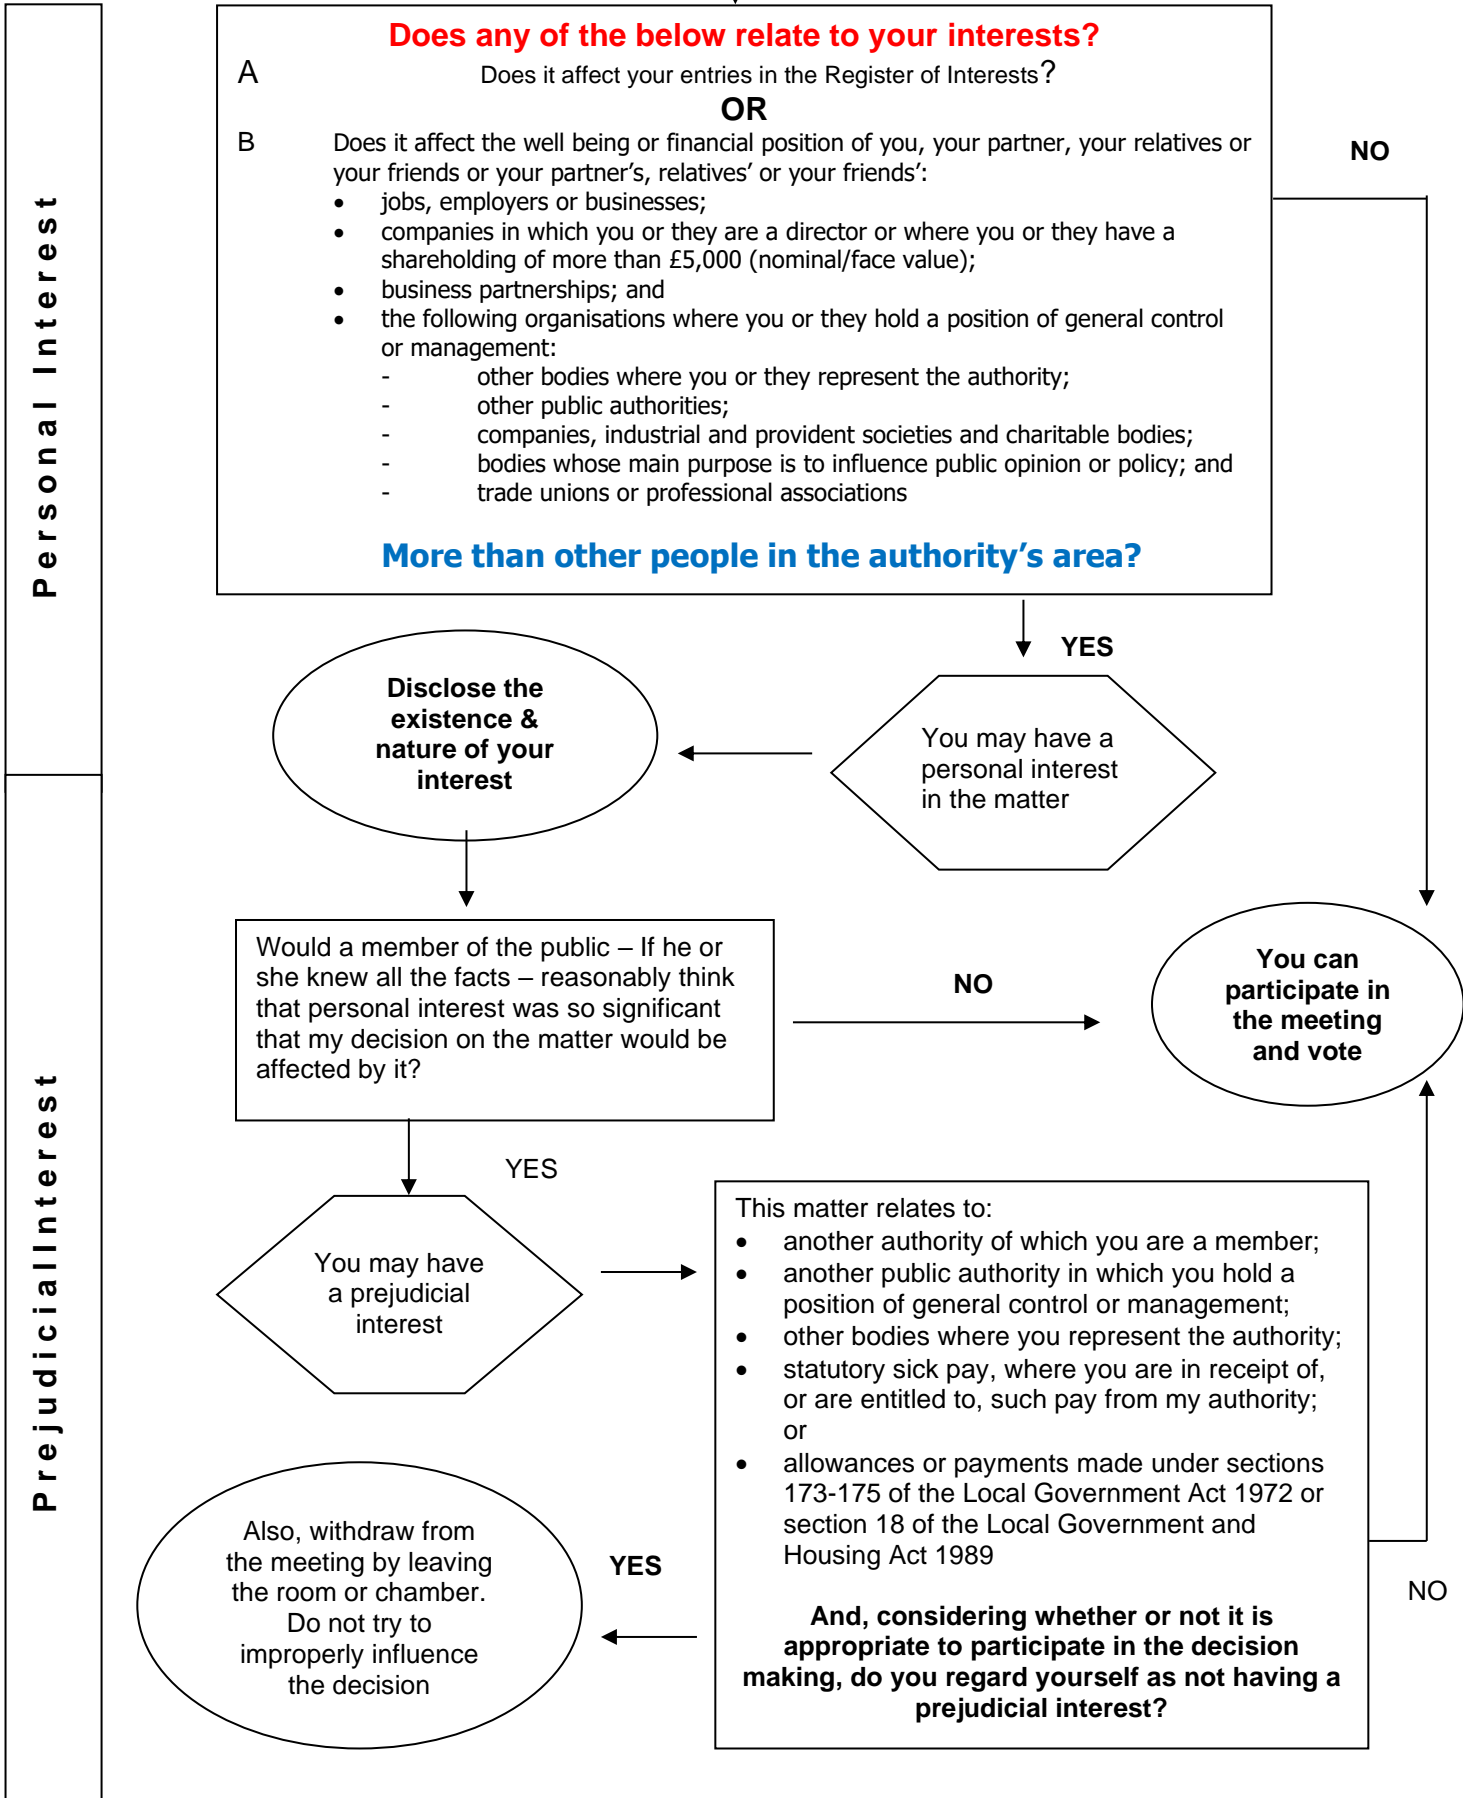 Personal Interest
Does any of the below relate to your interests?
A Does it affect your entries in the Register of Interests?
OR
B Does it affect the well being or financial position of you, your partner, your relatives or
your friends or your partner's, relatives' or your friends':
• jobs, employers or businesses;
• companies in which you or they are a director or where you or they have a
shareholding of more than £5,000 (nominal/face value);
• business partnerships; and
• the following organisations where you or they hold a position of general control
or management:
- other bodies where you or they represent the authority;
- other public authorities;
- companies, industrial and provident societies and charitable bodies;
- bodies whose main purpose is to influence public opinion or policy; and
- trade unions or professional associations
More than other people in the authority's area?
NO
YES
You may have a
personal interest
in the matter
Disclose the
existence &
nature of your
interest
PrejudicialInterest
Would a member of the public – If he or
she knew all the facts – reasonably think
that personal interest was so significant
that my decision on the matter would be
affected by it?
NO
You can
participate in
the meeting
and vote
YES
You may have
a prejudicial
interest
This matter relates to:
• another authority of which you are a member;
• another public authority in which you hold a
position of general control or management;
• other bodies where you represent the authority;
• statutory sick pay, where you are in receipt of,
or are entitled to, such pay from my authority;
or
• allowances or payments made under sections
173-175 of the Local Government Act 1972 or
section 18 of the Local Government and
Housing Act 1989
And, considering whether or not it is
appropriate to participate in the decision
making, do you regard yourself as not having a
prejudicial interest?
NO
YES
Also, withdraw from
the meeting by leaving
the room or chamber.
Do not try to
improperly influence
the decision